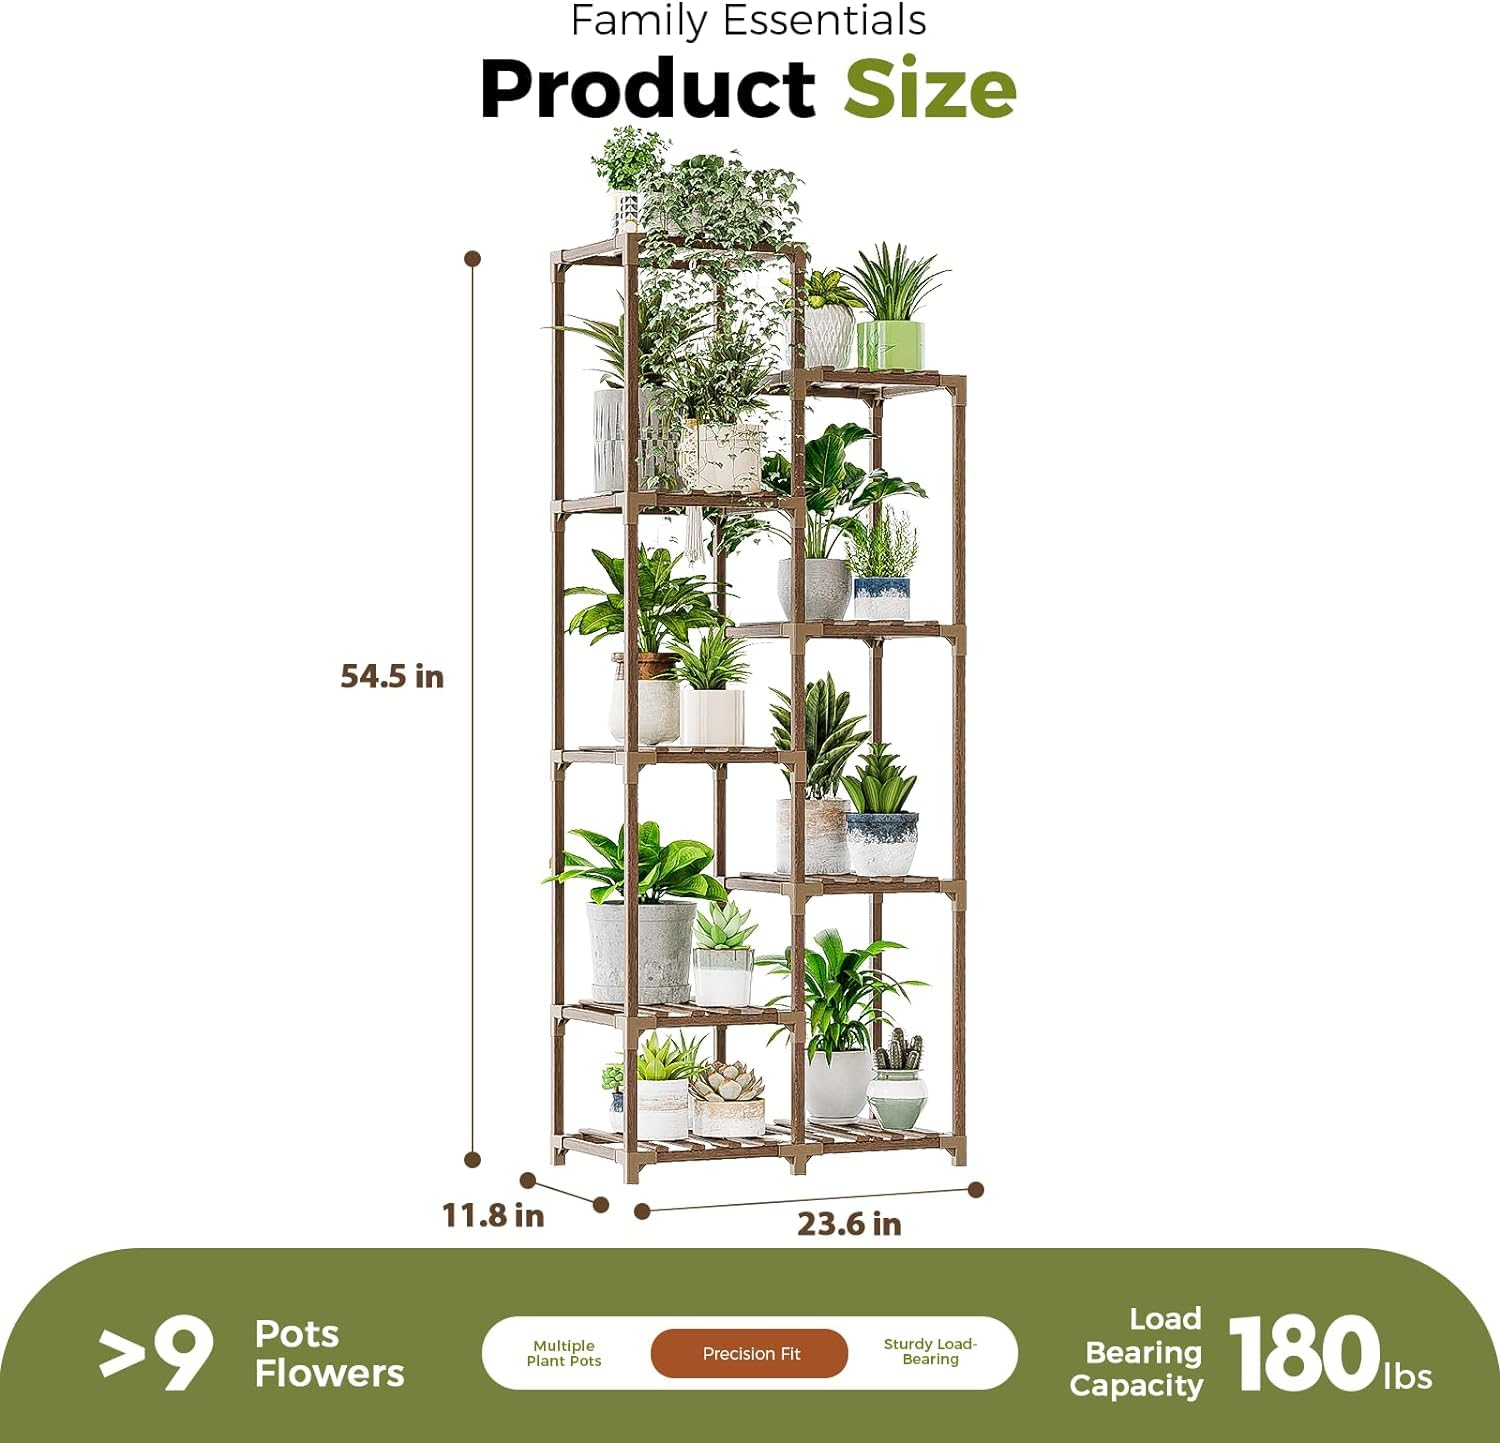 Family Essentials
Product Size
54.5 in
11.8 in
23.6 in
>9
Pots
Flowers
Multiple
Plant Pots
Precision Fit
Sturdy Load-
Bearing
Load
Bearing
Capacity
180lbs